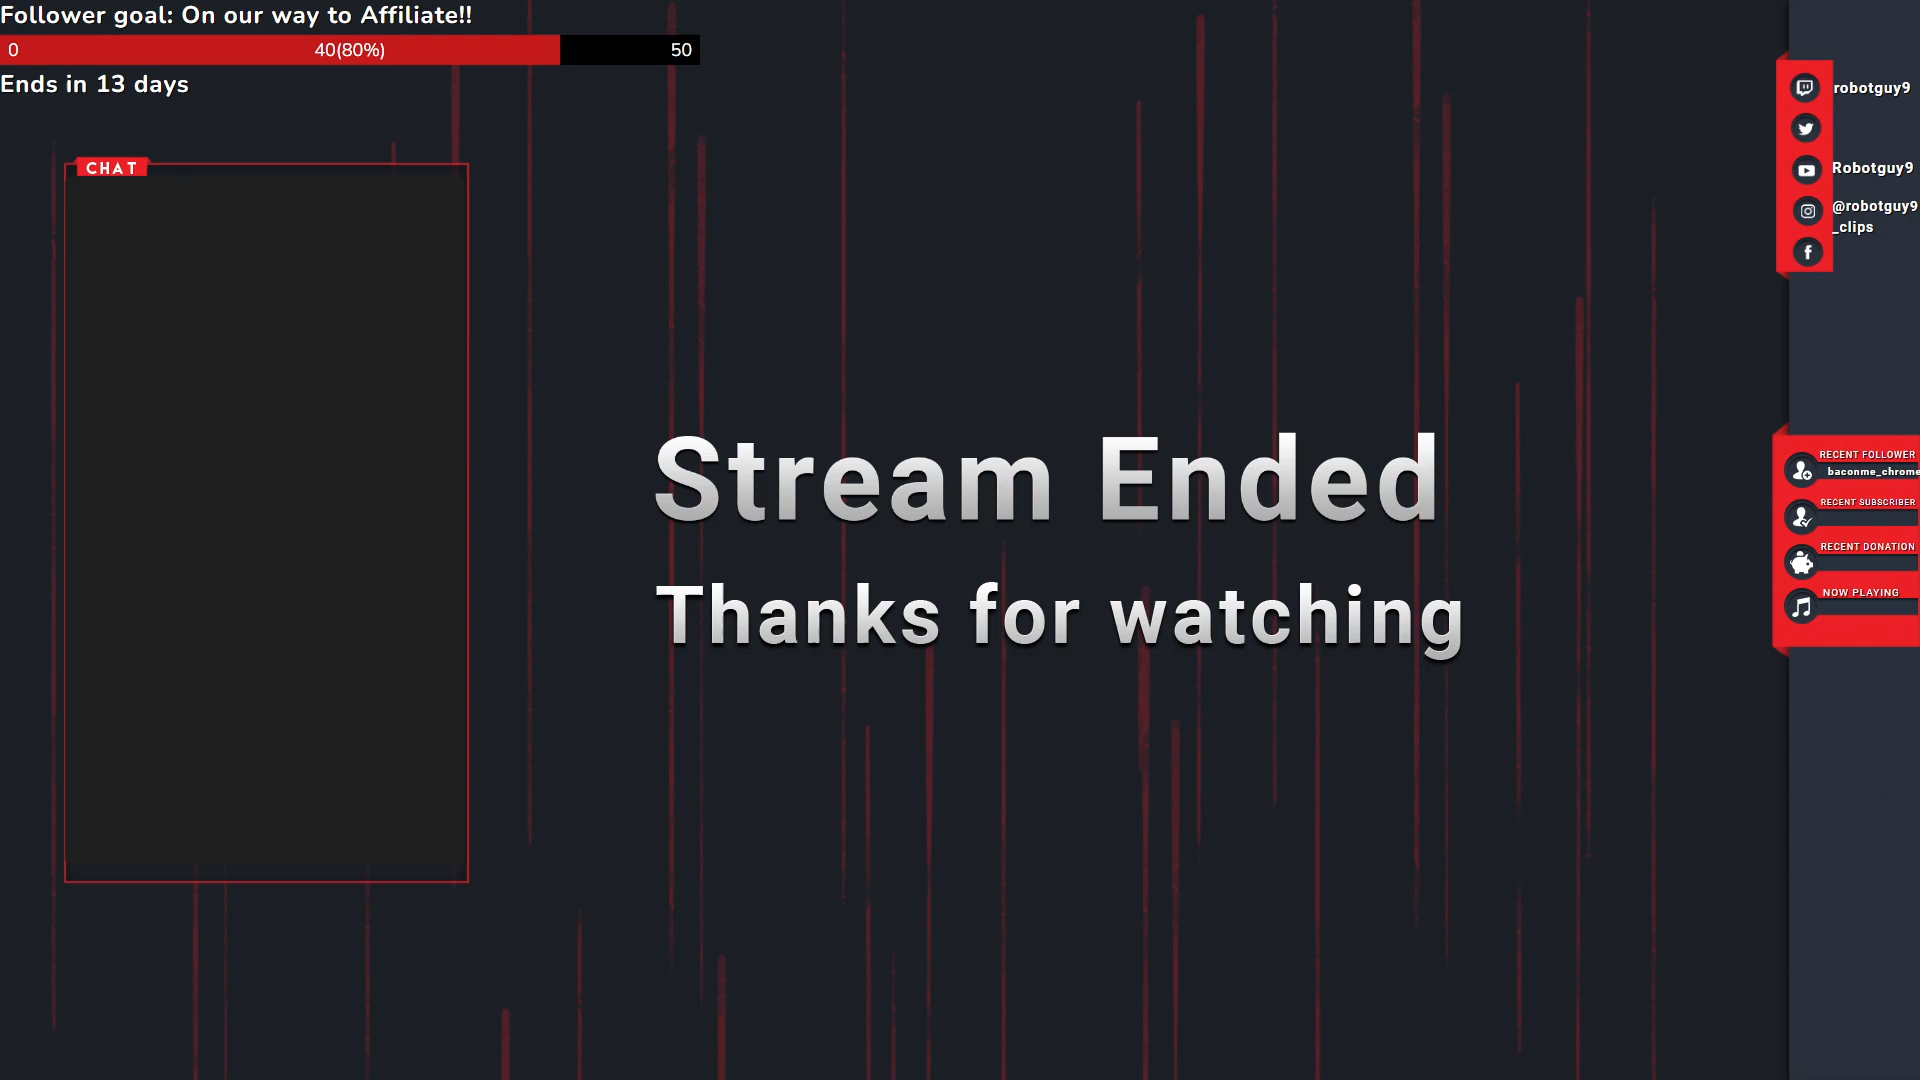 Follower goal: On our way to Affiliate!!
0 40(80%) 50
Ends in 13 days
CHAT
Stream Ended
Thanks for watching
robotguy9
Robotguy9
@robotguy9
_clips
RECENT FOLLOWER
baconme_chrome
RECENT SUBSCRIBER
RECENT DONATION
NOW PLAYING